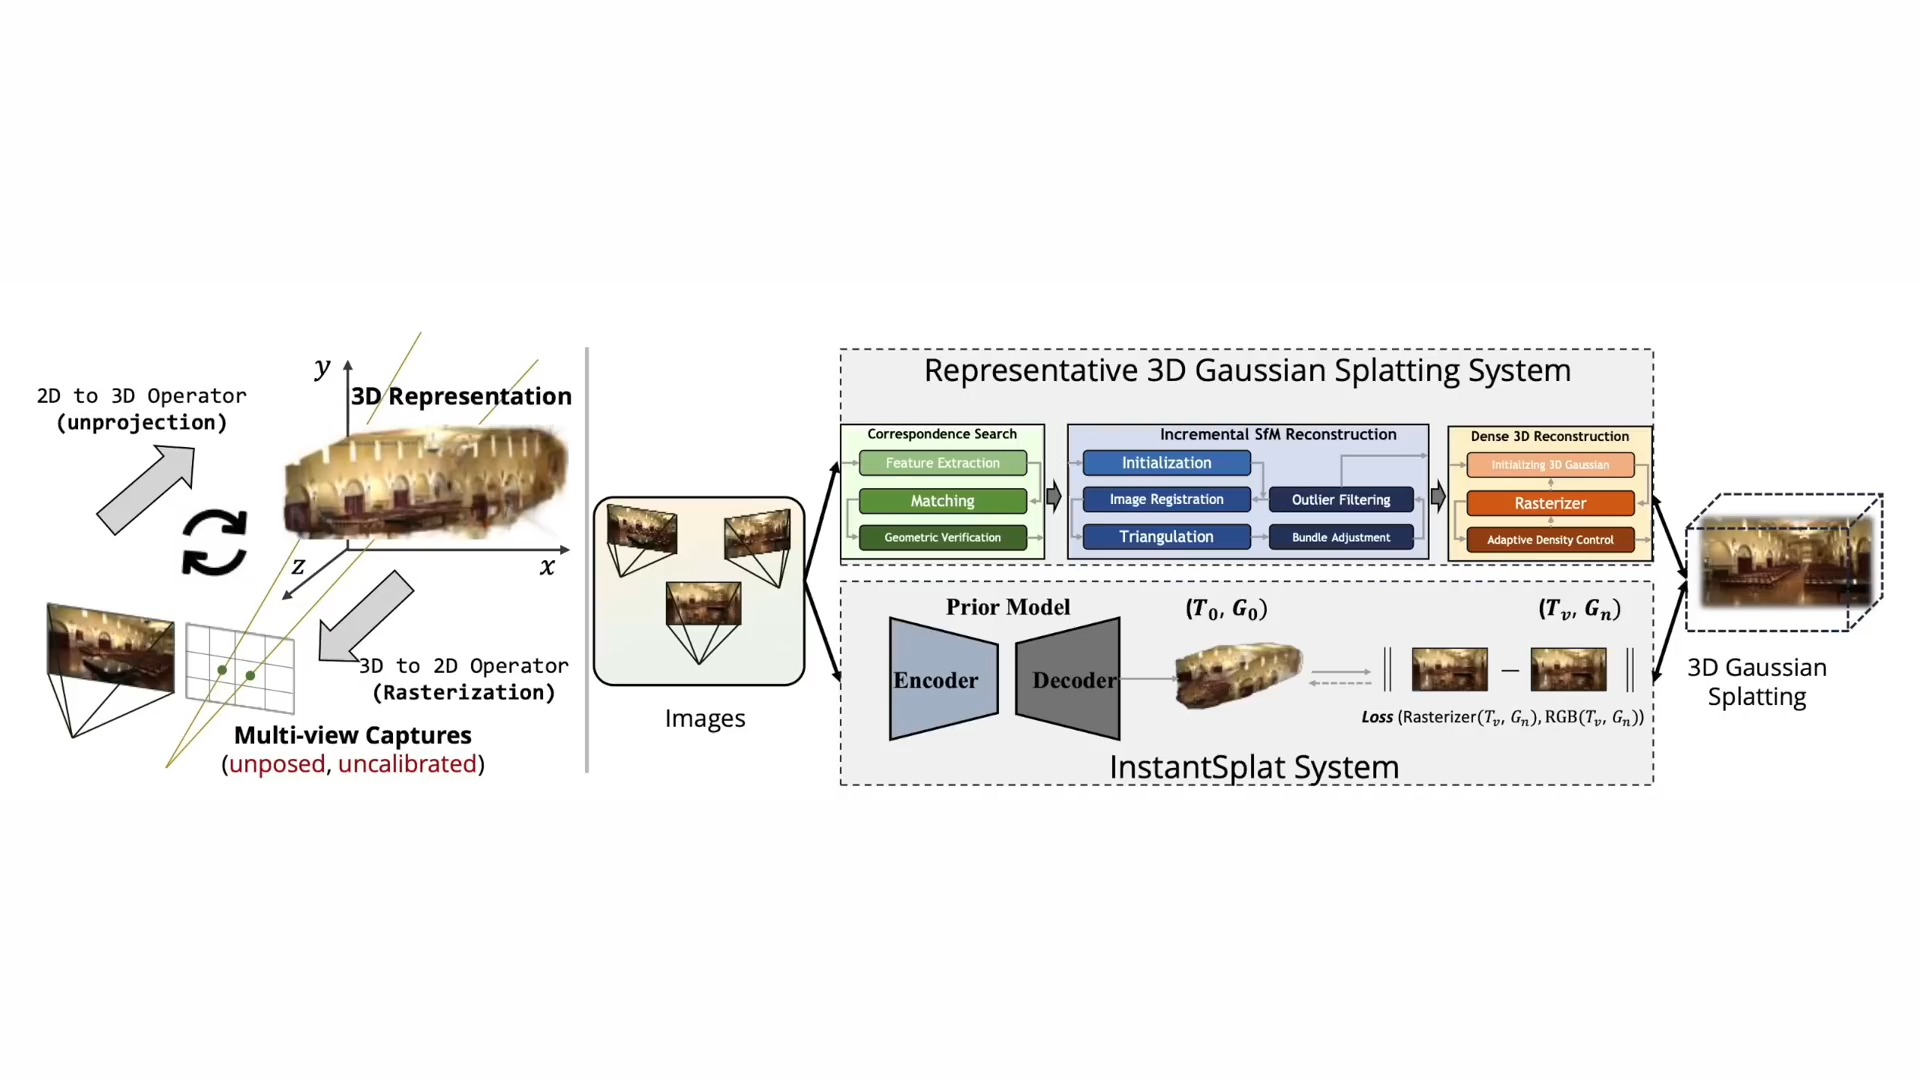 2D to 3D Operator
(unprojection)
y
3D Representation
z
x
3D to 2D Operator
(Rasterization)
Multi-view Captures
(unposed, uncalibrated)
Images
Representative 3D Gaussian Splatting System
Correspondence Search
Feature Extraction
Matching
Geometric Verification
Incremental SfM Reconstruction
Initialization
Image Registration
Outlier Filtering
Triangulation
Bundle Adjustment
Dense 3D Reconstruction
Initializing 3D Gaussian
Rasterizer
Adaptive Density Control
Prior Model
Encoder
Decoder
(T₀, G₀)
(Tᵥ, Gₙ)
|| — ||
Loss (Rasterizer(Tᵥ, Gₙ), RGB(Tᵥ, Gₙ))
InstantSplat System
3D Gaussian
Splatting